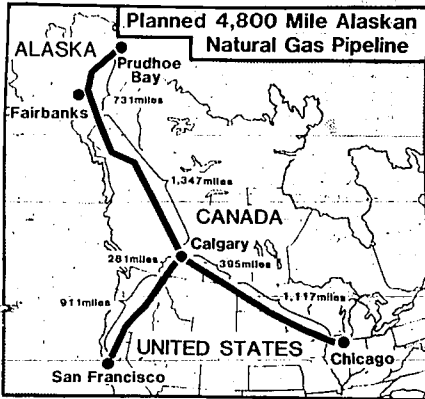 Planned 4,800 Mile Alaskan
Natural Gas Pipeline
ALASKA
Prudhoe
Bay
Fairbanks
731miles
1,347miles
CANADA
Calgary
281miles
395miles
911miles
1,117miles
UNITED STATES
Chicago
San Francisco